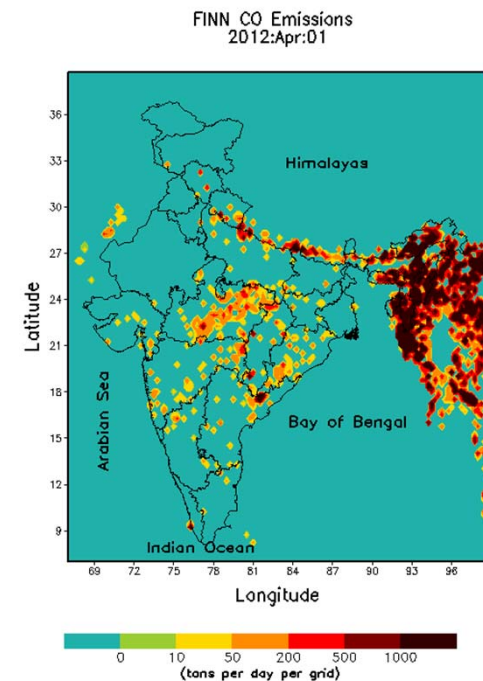 FINN CO Emissions
2012:Apr:01
36
33
30
27
24
21
18
15
12
9
Latitude
Himalayas
Arabian Sea
Bay of Bengal
Indian Ocean
69 72 75 78 81 84 87 90 93 96
Longitude
0 10 50 200 500 1000
(tons per day per grid)